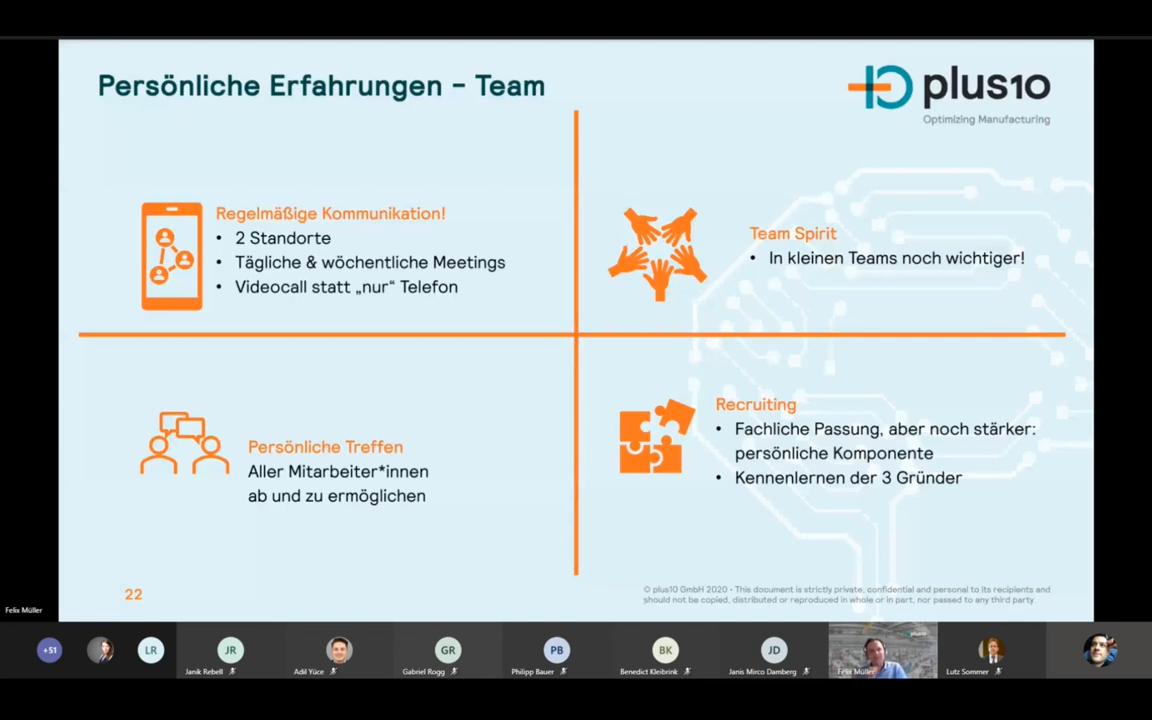 Persönliche Erfahrungen – Team
plus10
Optimizing Manufacturing
Regelmäßige Kommunikation!
• 2 Standorte
• Tägliche & wöchentliche Meetings
• Videocall statt „nur“ Telefon
Team Spirit
• In kleinen Teams noch wichtiger!
Persönliche Treffen
Aller Mitarbeiter*innen
ab und zu ermöglichen
Recruiting
• Fachliche Passung, aber noch stärker:
persönliche Komponente
• Kennenlernen der 3 Gründer
22
© plus10 GmbH 2020 • This document is strictly private, confidential and personal to its recipients and
should not be copied, distributed or reproduced in whole or in part, nor passed to any third party
Felix Müller
+51
LR
JR
GR
PB
BK
JD
Janik Rebell
Adil Yüce
Gabriel Rogg
Philipp Bauer
Benedict Kleibrink
Janis Mirco Damberg
Felix Müller
Lutz Sommer